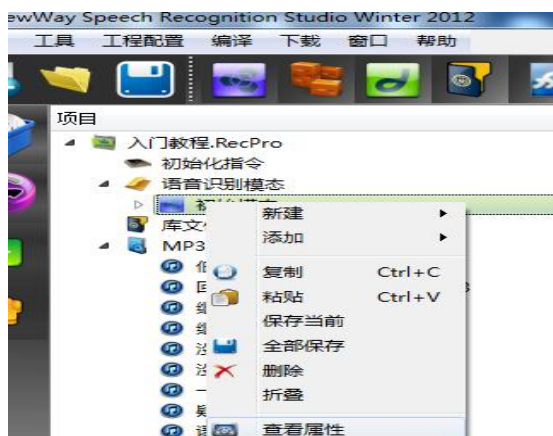 ewWay Speech Recognition Studio Winter 2012
工具 工程配置 编译 下载 窗口 帮助
项目
入门教程.RecPro
初始化指令
语音识别模态
新建
库文
添加
MP3
复制 Ctrl+C
粘贴 Ctrl+V
保存当前
全部保存
删除
折叠
查看属性